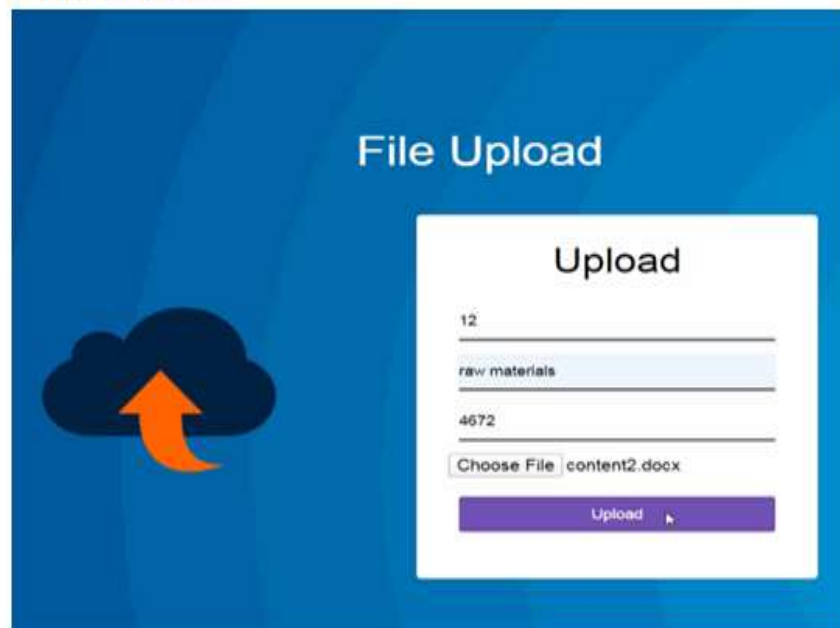 File Upload
Upload
12
raw materials
4672
Choose File content2.docx
Upload